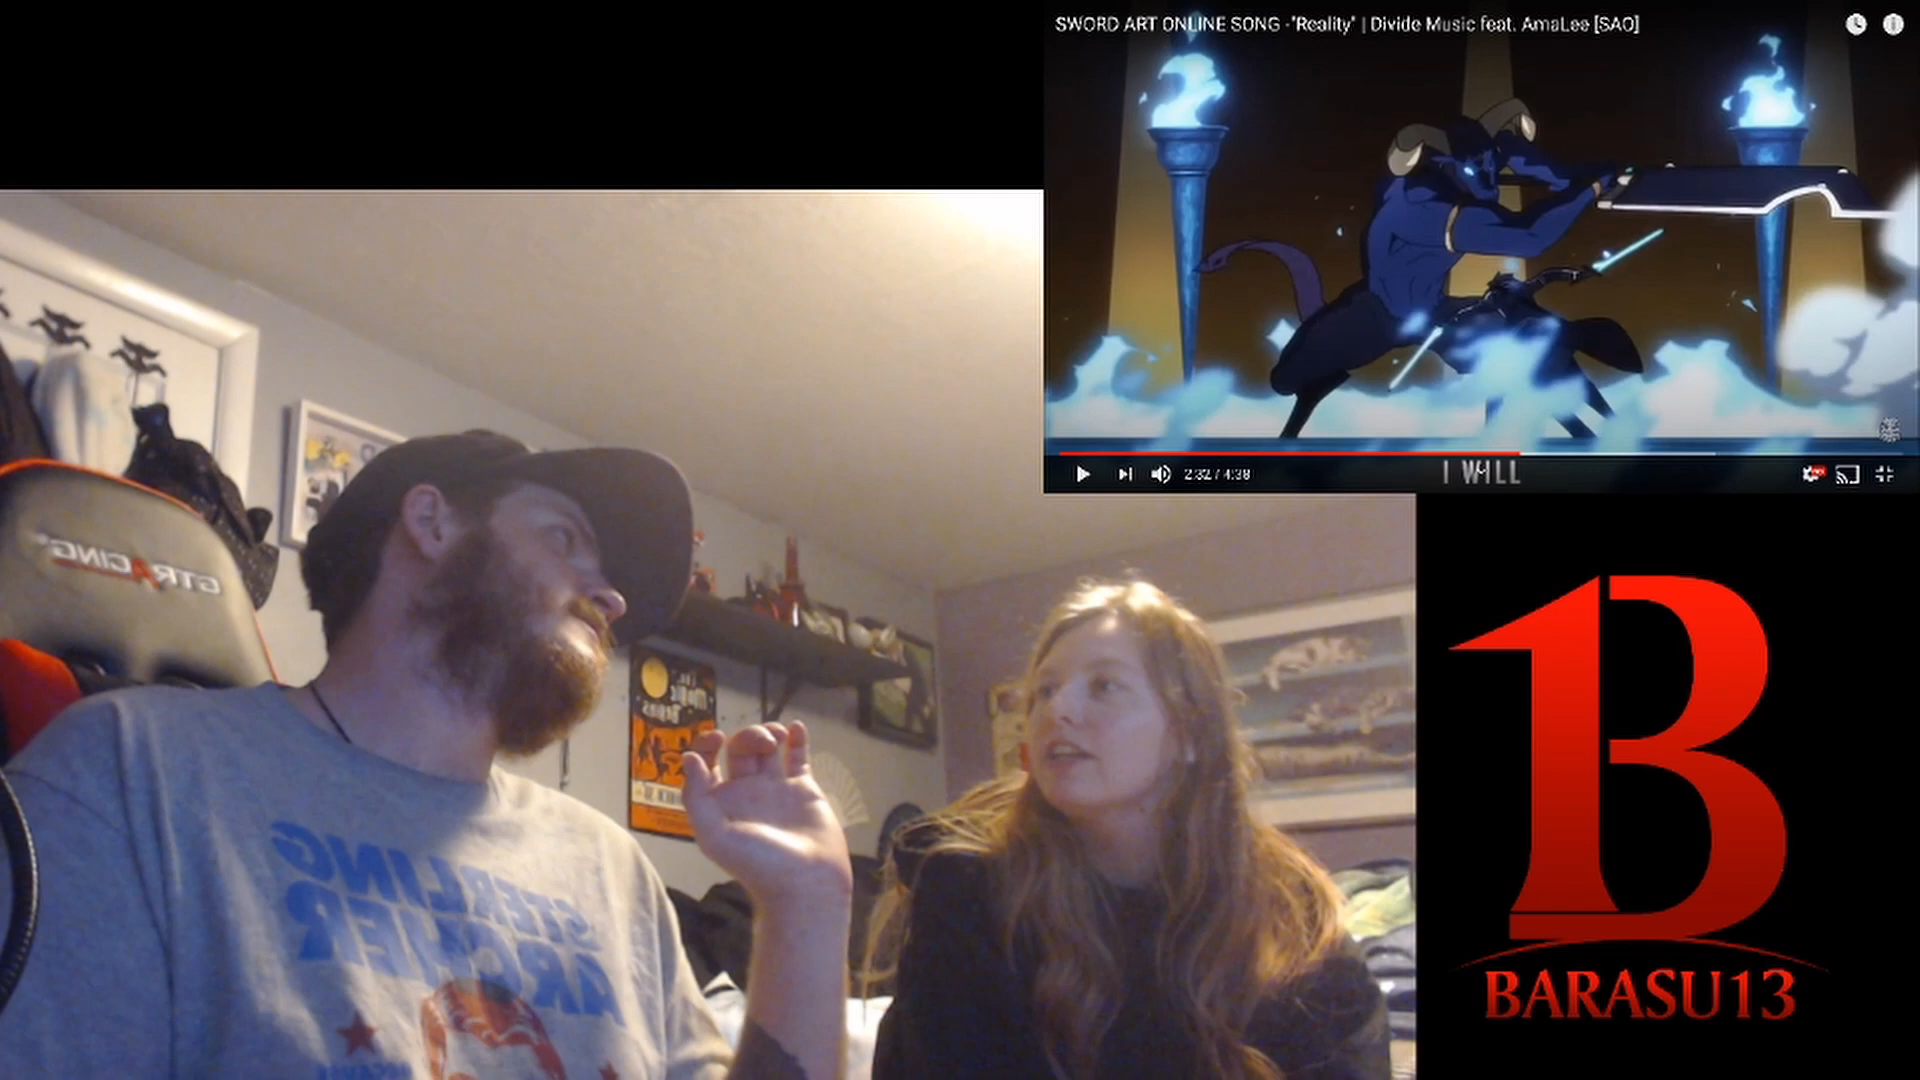 SWORD ART ONLINE SONG - "Reality" | Divide Music feat. AmaLee [SAO]
2:32 / 4:38
I WILL
GTRACING
STERLING
ARCHER
BARASU13